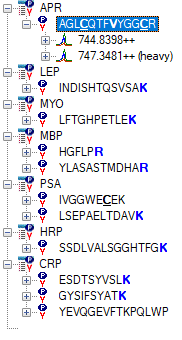 APR
AGLCQTFVYGGCR
744.8398++
747.3481++ (heavy)
LEP
INDISHTQSVSAK
MYO
LFTGHPETLEK
MBP
HGFLPR
YLASASTMDHAR
PSA
IVGGWECEK
LSEPAELTDAVK
HRP
SSDLVALSGGHTFGK
CRP
ESDTSYVSLK
GYSIFSYATK
YEVQGEVFTKPQLWP